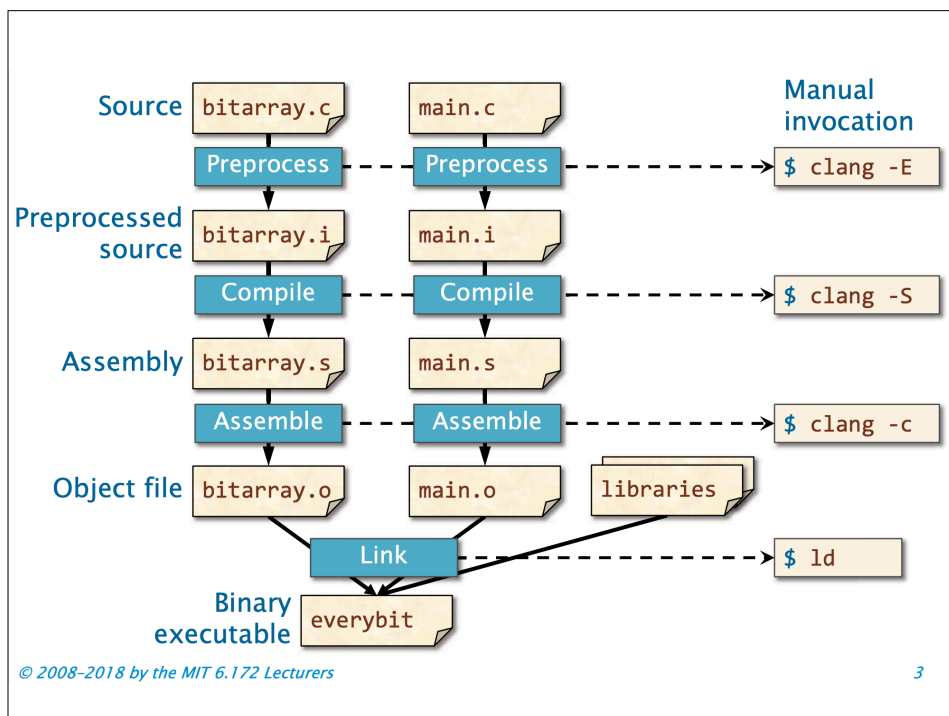 Source
bitarray.c
main.c
Manual
invocation
Preprocess
Preprocess
$ clang -E
Preprocessed
source
bitarray.i
main.i
Compile
Compile
$ clang -S
Assembly
bitarray.s
main.s
Assemble
Assemble
$ clang -c
Object file
bitarray.o
main.o
libraries
Link
$ ld
Binary
executable
everybit
© 2008–2018 by the MIT 6.172 Lecturers
3